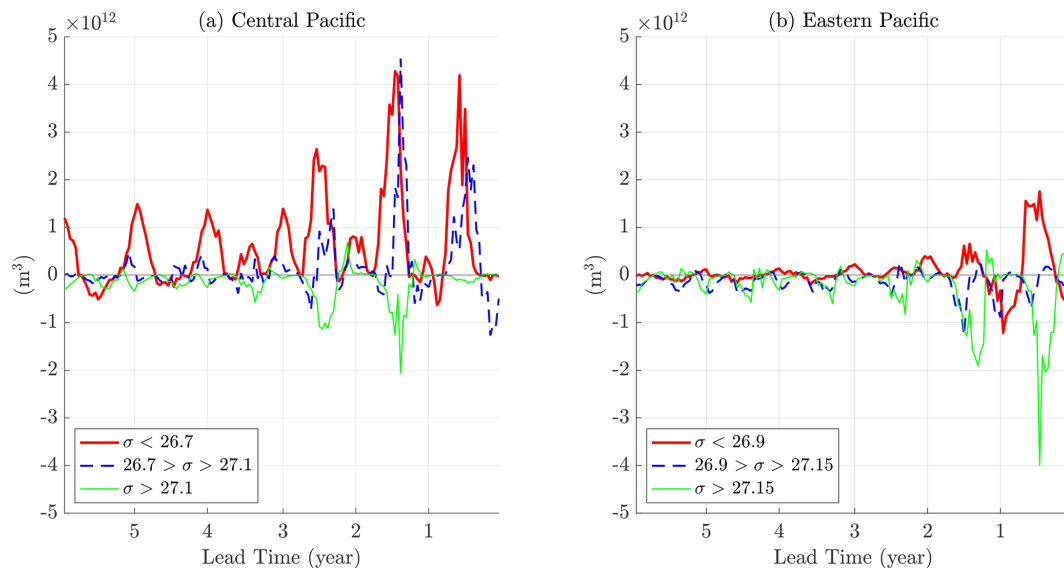 (a) Central Pacific
×10¹²
5
4
3
2
1
0
-1
-2
-3
-4
-5
(m³)
σ < 26.7
26.7 > σ > 27.1
σ > 27.1
5 4 3 2 1
Lead Time (year)
(b) Eastern Pacific
×10¹²
5
4
3
2
1
0
-1
-2
-3
-4
-5
(m³)
σ < 26.9
26.9 > σ > 27.15
σ > 27.15
5 4 3 2 1
Lead Time (year)